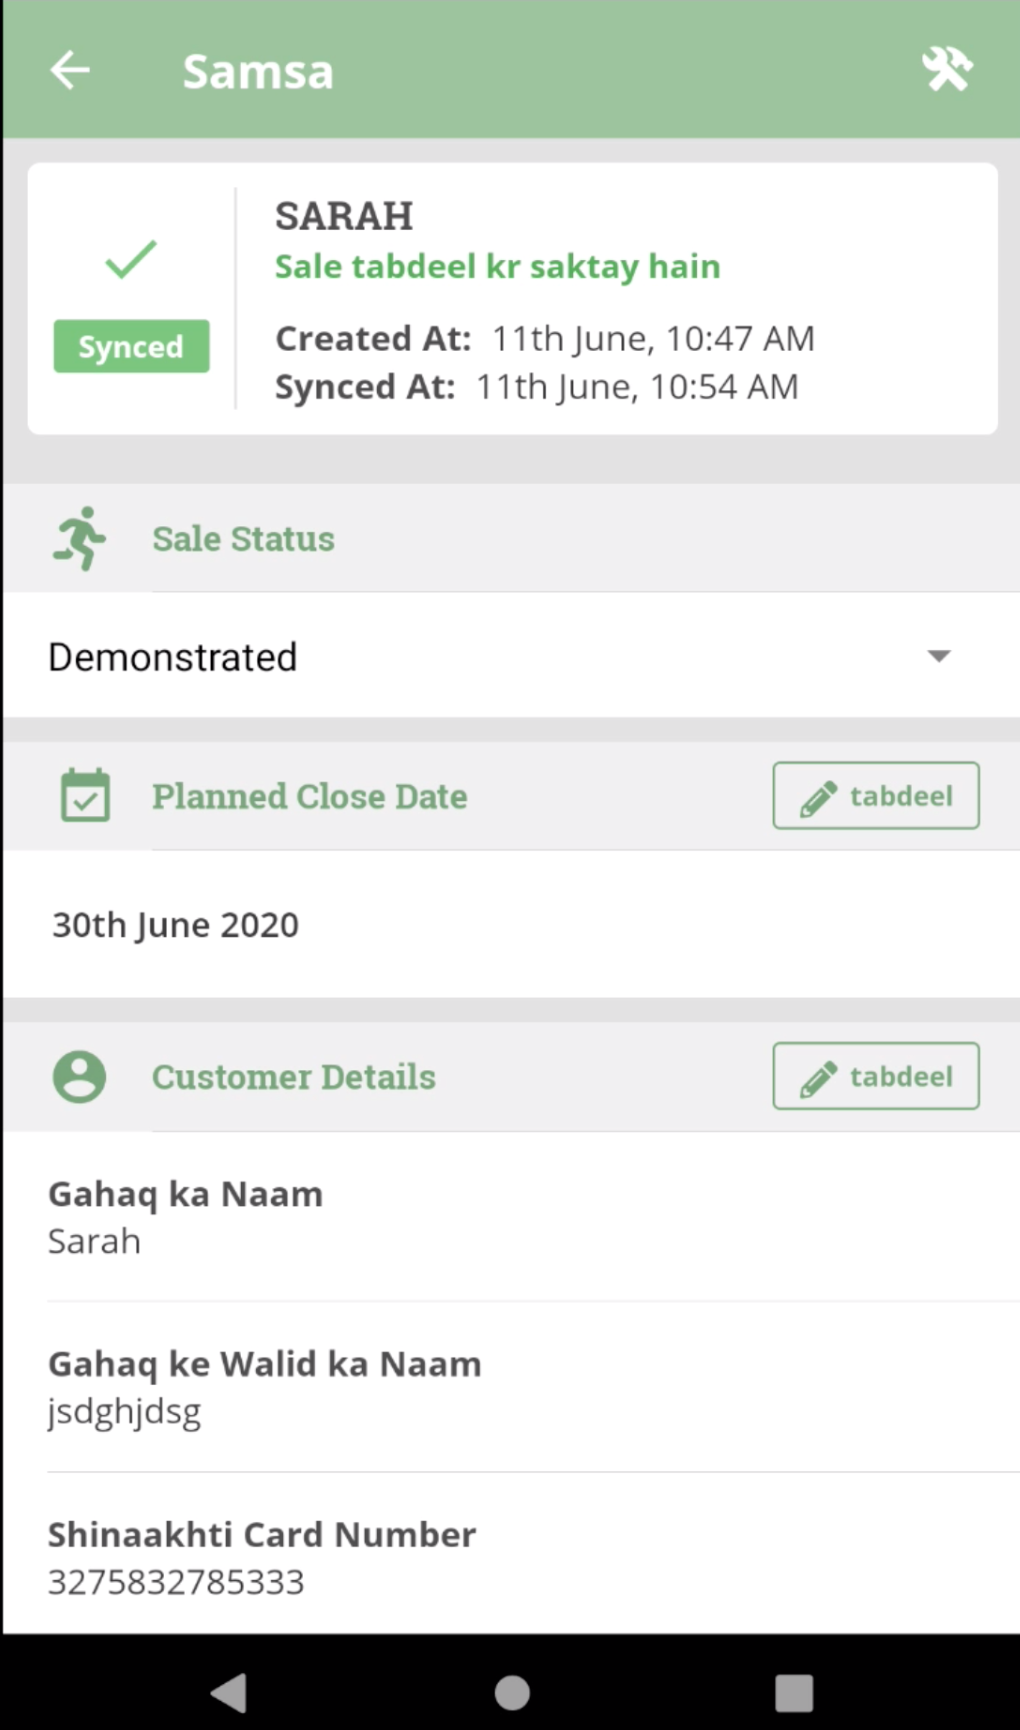 Samsa
SARAH
Sale tabdeel kr saktay hain
Synced
Created At: 11th June, 10:47 AM
Synced At: 11th June, 10:54 AM
Sale Status
Demonstrated
Planned Close Date
tabdeel
30th June 2020
Customer Details
tabdeel
Gahaq ka Naam
Sarah
Gahaq ke Walid ka Naam
jsdghjdsg
Shinaakhti Card Number
3275832785333